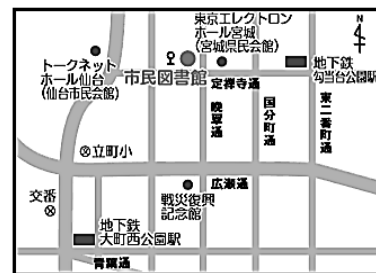 東京エレクトロン
ホール宮城
(宮城県民会館)
N
トークネット
ホール仙台
(仙台市民会館)
市民図書館
地下鉄
勾当台公園駅
定禅寺通
晩翠通
国分町通
東二番町通
立町小
広瀬通
戦災復興
記念館
交番
地下鉄
大町西公園駅
青葉通